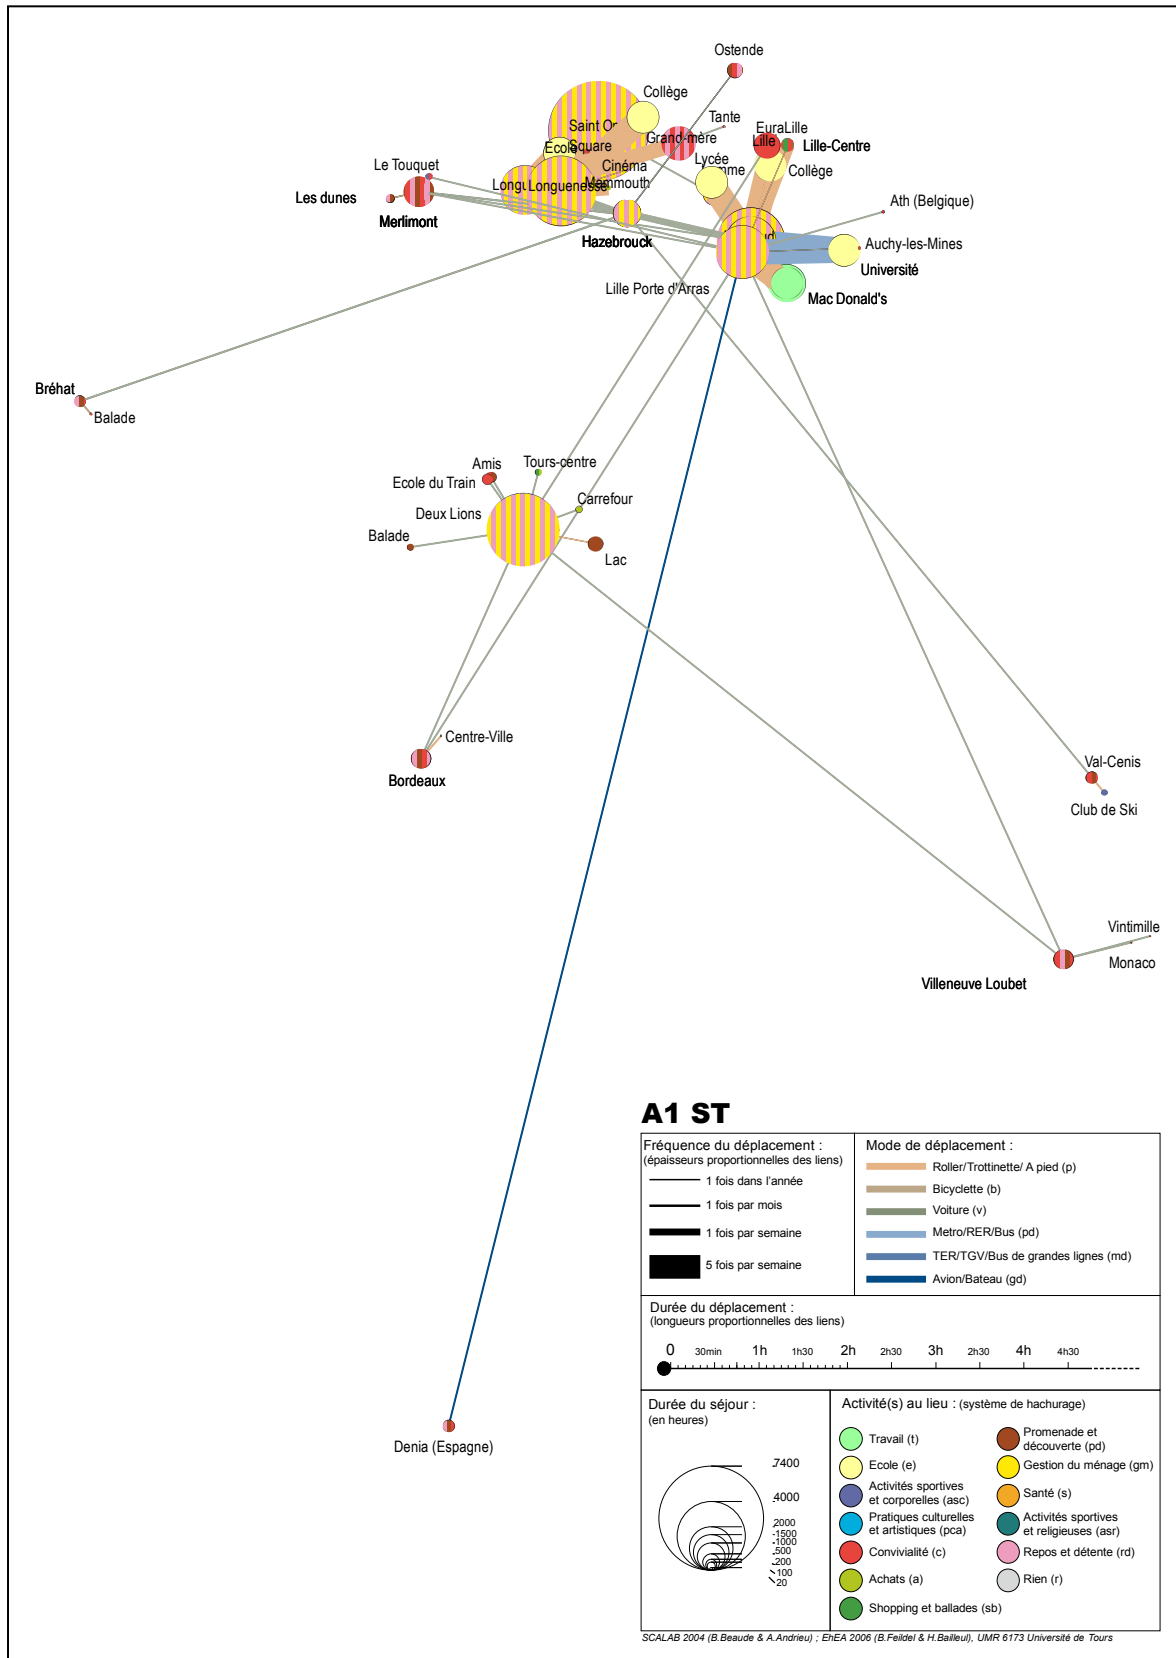 Ostende
Collège
Tante
Saint O
EuraLille
Grand-mère
Lille
Lille-Centre
Ecole
Square
Cinéma
Lycée
Collège
Le Touquet
Longuenesse
Mammouth
Les dunes
Merlimont
Ath (Belgique)
Hazebrouck
Auchy-les-Mines
Université
Lille Porte d'Arras
Mac Donald's
Bréhat
Balade
Amis
Tours-centre
Ecole du Train
Carrefour
Deux Lions
Balade
Lac
Centre-Ville
Bordeaux
Val-Cenis
Club de Ski
Vintimille
Monaco
Villeneuve Loubet
Denia (Espagne)
A1 ST
Fréquence du déplacement :
(épaisseurs proportionnelles des liens)
1 fois dans l'année
1 fois par mois
1 fois par semaine
5 fois par semaine
Mode de déplacement :
Roller/Trottinette/ A pied (p)
Bicyclette (b)
Voiture (v)
Metro/RER/Bus (pd)
TER/TGV/Bus de grandes lignes (md)
Avion/Bateau (gd)
Durée du déplacement :
(longueurs proportionnelles des liens)
0 30min 1h 1h30 2h 2h30 3h 2h30 4h 4h30
Durée du séjour :
(en heures)
7400
4000
2000
1500
1000
500
200
100
20
Activité(s) au lieu : (système de hachurage)
Travail (t)
Ecole (e)
Activités sportives
et corporelles (asc)
Pratiques culturelles
et artistiques (pca)
Convivialité (c)
Achats (a)
Shopping et ballades (sb)
Promenade et
découverte (pd)
Gestion du ménage (gm)
Santé (s)
Activités sportives
et religieuses (asr)
Repos et détente (rd)
Rien (r)
SCALAB 2004 (B.Beaude & A.Andrieu) ; EhEA 2006 (B.Feildel & H.Bailleul), UMR 6173 Université de Tours